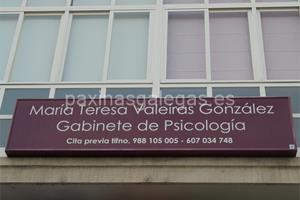 paxinasgalegas.es
María Teresa Valeiras González
Gabinete de Psicología
Cita previa tlfno. 988 105 005 - 607 034 748